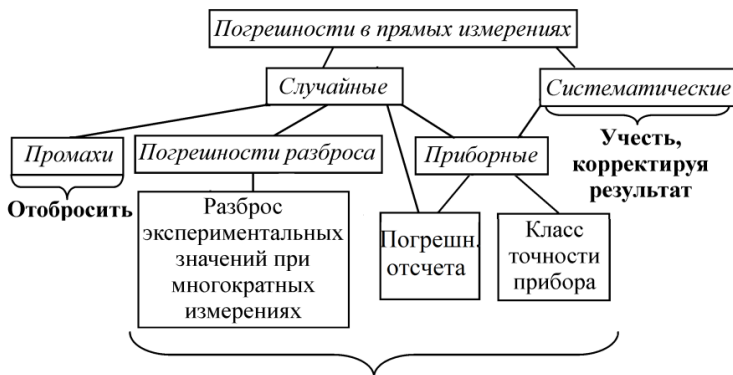 Погрешности в прямых измерениях
Случайные
Систематические
Учесть,
корректируя
результат
Промахи
Отобросить
Погрешности разброса
Приборные
Разброс
экспериментальных
значений при
многократных
измерениях
Погрешн.
отсчета
Класс
точности
прибора